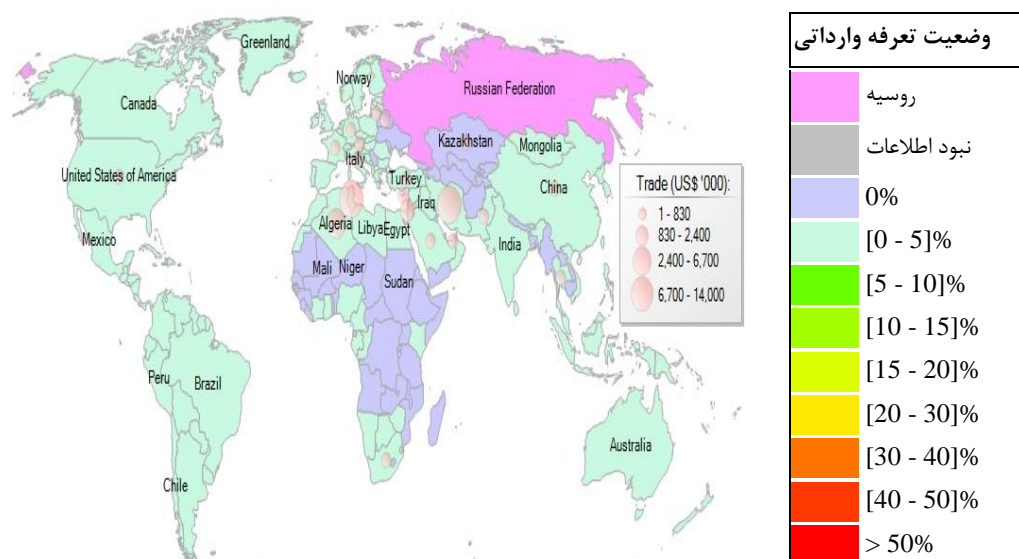 Greenland
Norway
Russian Federation
Canada
Kazakhstan
Mongolia
Italy
United States of America
Turkey
China
Iraq
Algeria
Libya
Egypt
Mexico
India
Mali
Niger
Sudan
Peru
Brazil
Australia
Chile
Trade (US$ '000):
1 - 830
830 - 2,400
2,400 - 6,700
6,700 - 14,000
وضعیت تعرفه وارداتی
روسیه
نبود اطلاعات
0%
[0 - 5]%
[5 - 10]%
[10 - 15]%
[15 - 20]%
[20 - 30]%
[30 - 40]%
[40 - 50]%
> 50%